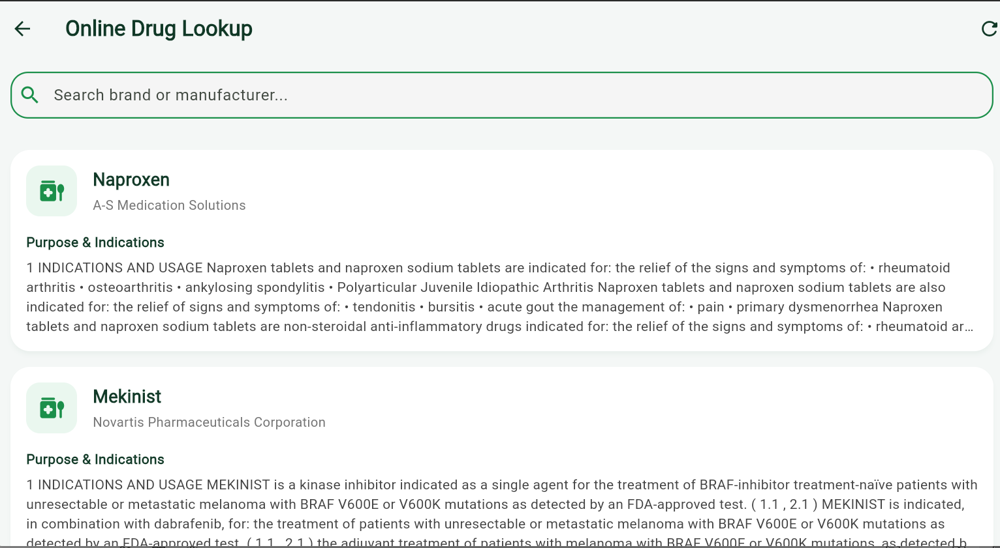 Online Drug Lookup
Search brand or manufacturer...
Naproxen
A-S Medication Solutions
Purpose & Indications
1 INDICATIONS AND USAGE Naproxen tablets and naproxen sodium tablets are indicated for: the relief of the signs and symptoms of: • rheumatoid
arthritis • osteoarthritis • ankylosing spondylitis • Polyarticular Juvenile Idiopathic Arthritis Naproxen tablets and naproxen sodium tablets are also
indicated for: the relief of signs and symptoms of: • tendonitis • bursitis • acute gout the management of: • pain • primary dysmenorrhea Naproxen
tablets and naproxen sodium tablets are non-steroidal anti-inflammatory drugs indicated for: the relief of the signs and symptoms of: • rheumatoid ar...
Mekinist
Novartis Pharmaceuticals Corporation
Purpose & Indications
1 INDICATIONS AND USAGE MEKINIST is a kinase inhibitor indicated as a single agent for the treatment of BRAF-inhibitor treatment-naïve patients with
unresectable or metastatic melanoma with BRAF V600E or V600K mutations as detected by an FDA-approved test. ( 1.1 , 2.1 ) MEKINIST is indicated,
in combination with dabrafenib, for: the treatment of patients with unresectable or metastatic melanoma with BRAF V600E or V600K mutations as
detected by an FDA-approved test. ( 1.1 , 2.1 ) the adjuvant treatment of patients with melanoma with BRAF V600E or V600K mutations, as detected b